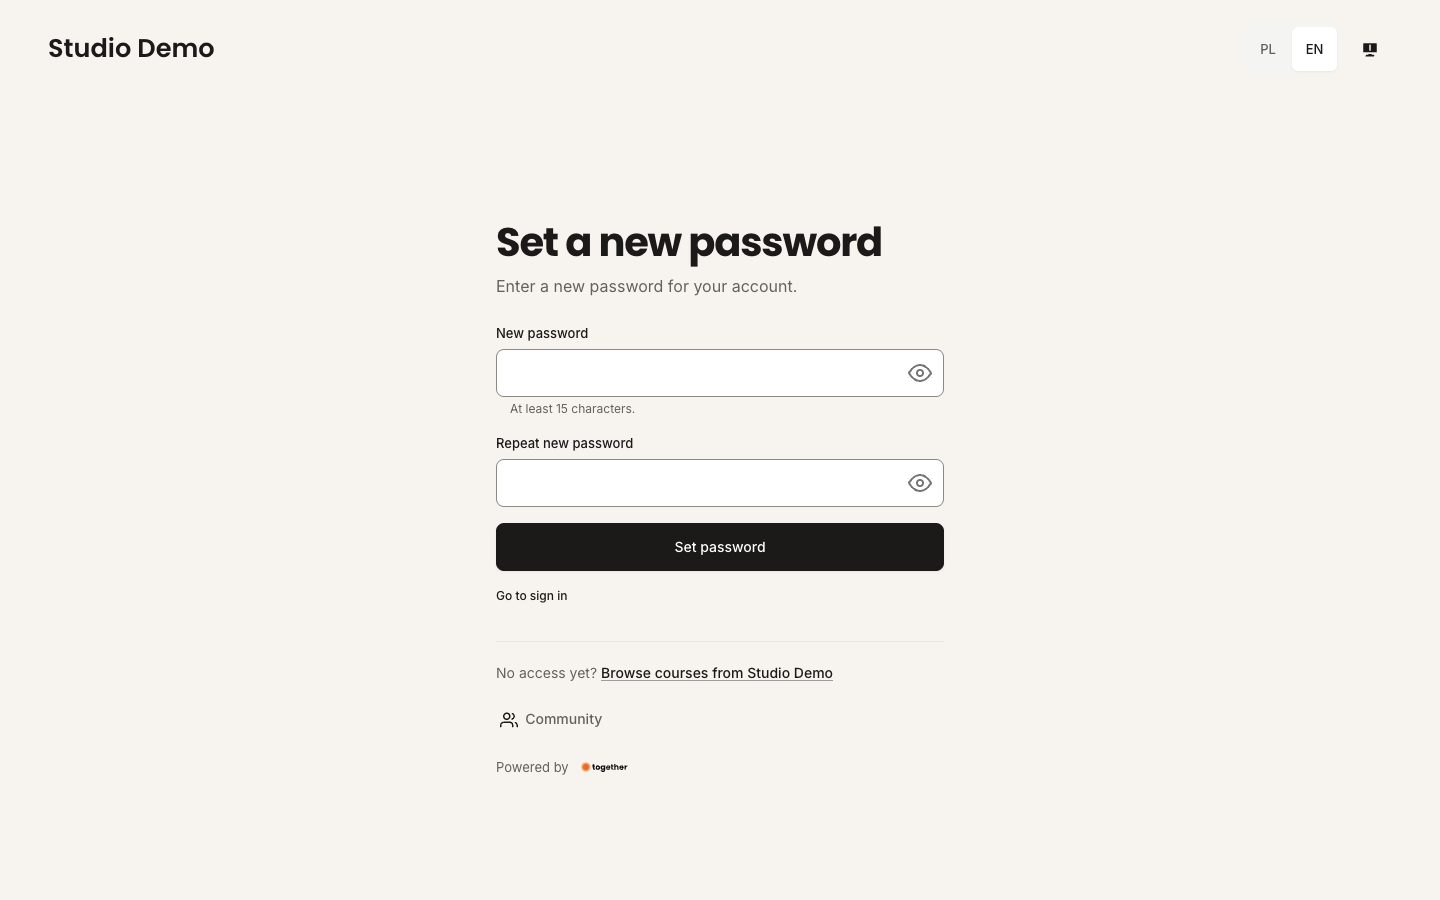 Studio Demo
PL
EN
Set a new password
Enter a new password for your account.
New password
At least 15 characters.
Repeat new password
Set password
Go to sign in
No access yet? Browse courses from Studio Demo
Community
Powered by together